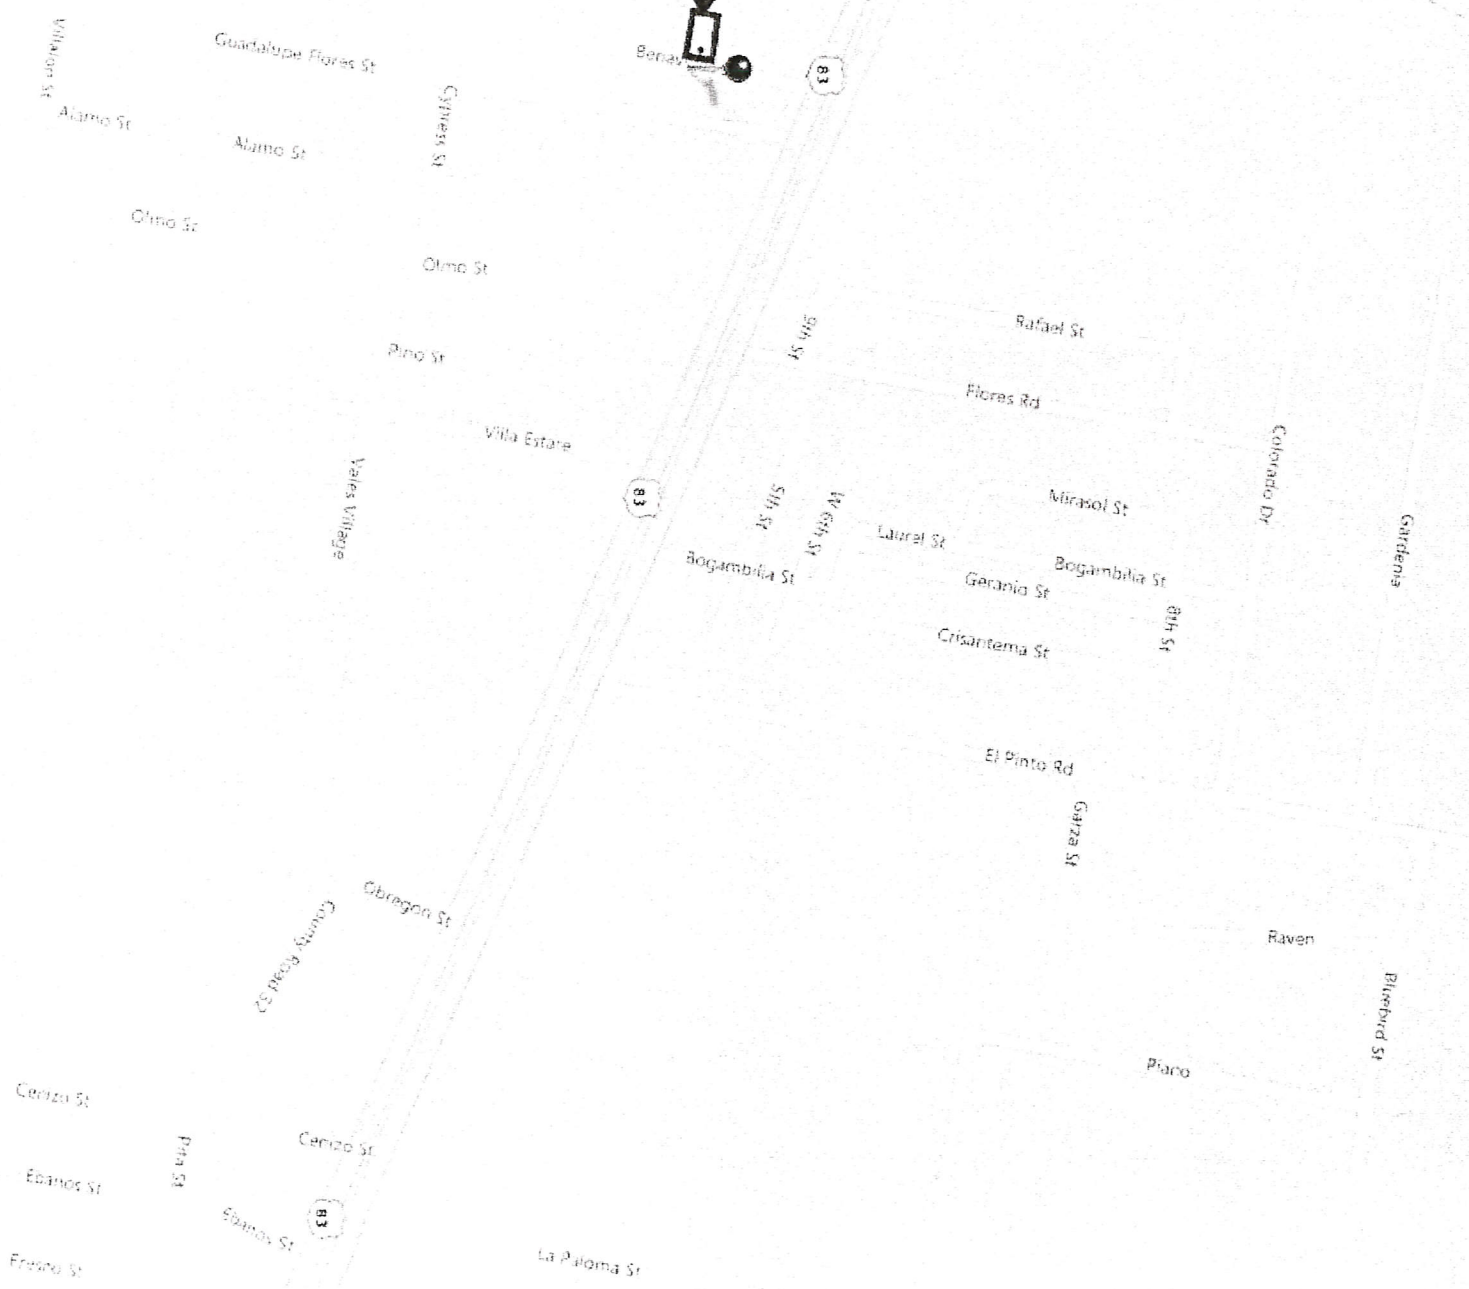 Villalon St
Guadalupe Flores St
Benav
83
Alamo St
Alamo St
Cypress St
Olmo St
Olmo St
Rafael St
9th St
Pino St
Flores Rd
Villa Estare
Colorado Dr
Vales Village
83
5th St
W 6th St
Mirasol St
Laurel St
Gardenia
Bogambilia St
Bogambilia St
Geranio St
8th St
Crisantema St
El Pinto Rd
Garza St
Obregon St
County Road 52
Raven
Bluebird St
Piano
Cenizo St
Cenizo St
Pita St
Ebanos St
Ebanos St
83
Fresno St
La Paloma St